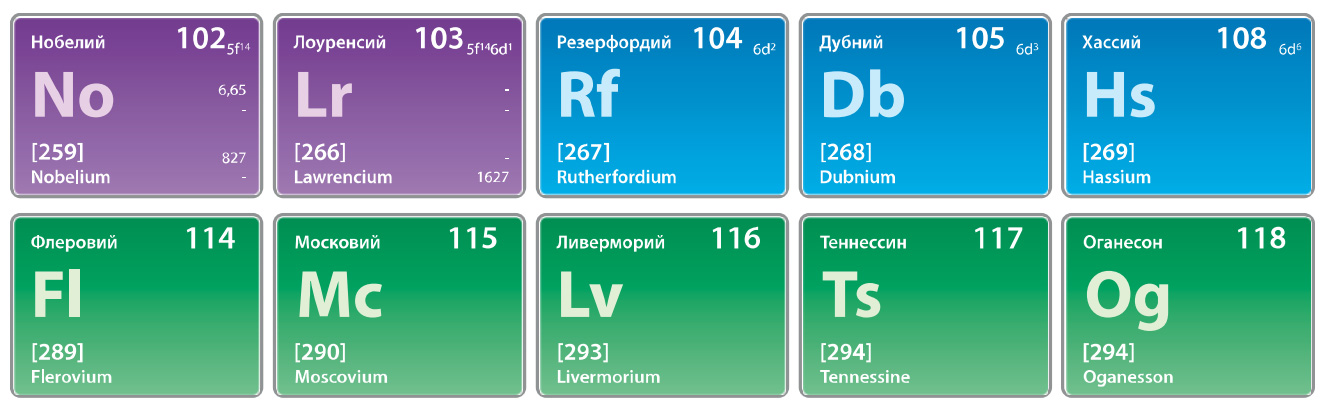 Нобелий 102 5f¹⁴
No 6,65
-
[259] 827
Nobelium -
Лоуренсий 103 5f¹⁴6d¹
Lr -
-
[266] -
Lawrencium 1627
Резерфордий 104 6d²
Rf
[267]
Rutherfordium
Дубний 105 6d³
Db
[268]
Dubnium
Хассий 108 6d⁶
Hs
[269]
Hassium
Флеровий 114
Fl
[289]
Flerovium
Московий 115
Mc
[290]
Moscovium
Ливерморий 116
Lv
[293]
Livermorium
Теннессин 117
Ts
[294]
Tennessine
Оганесон 118
Og
[294]
Oganesson